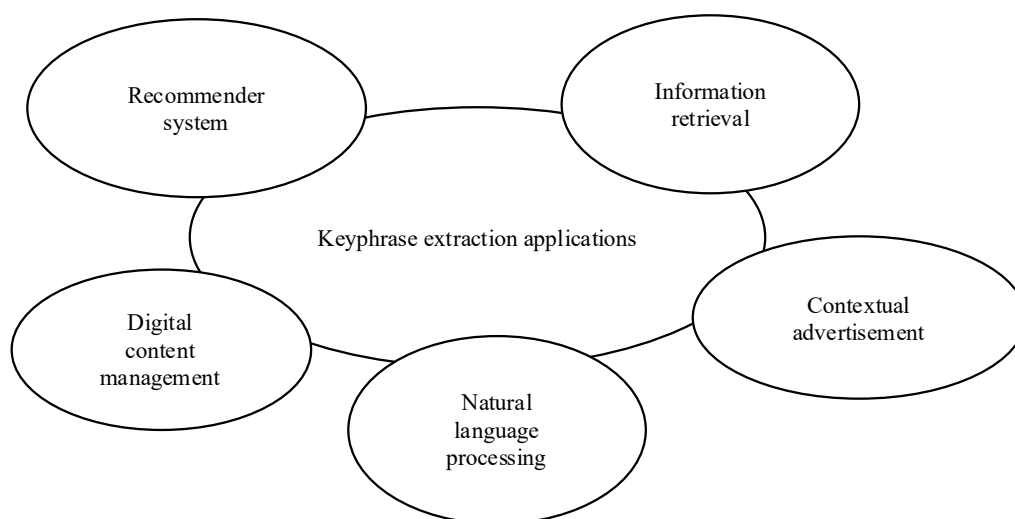 Recommender
system
Information
retrieval
Keyphrase extraction applications
Contextual
advertisement
Digital
content
management
Natural
language
processing